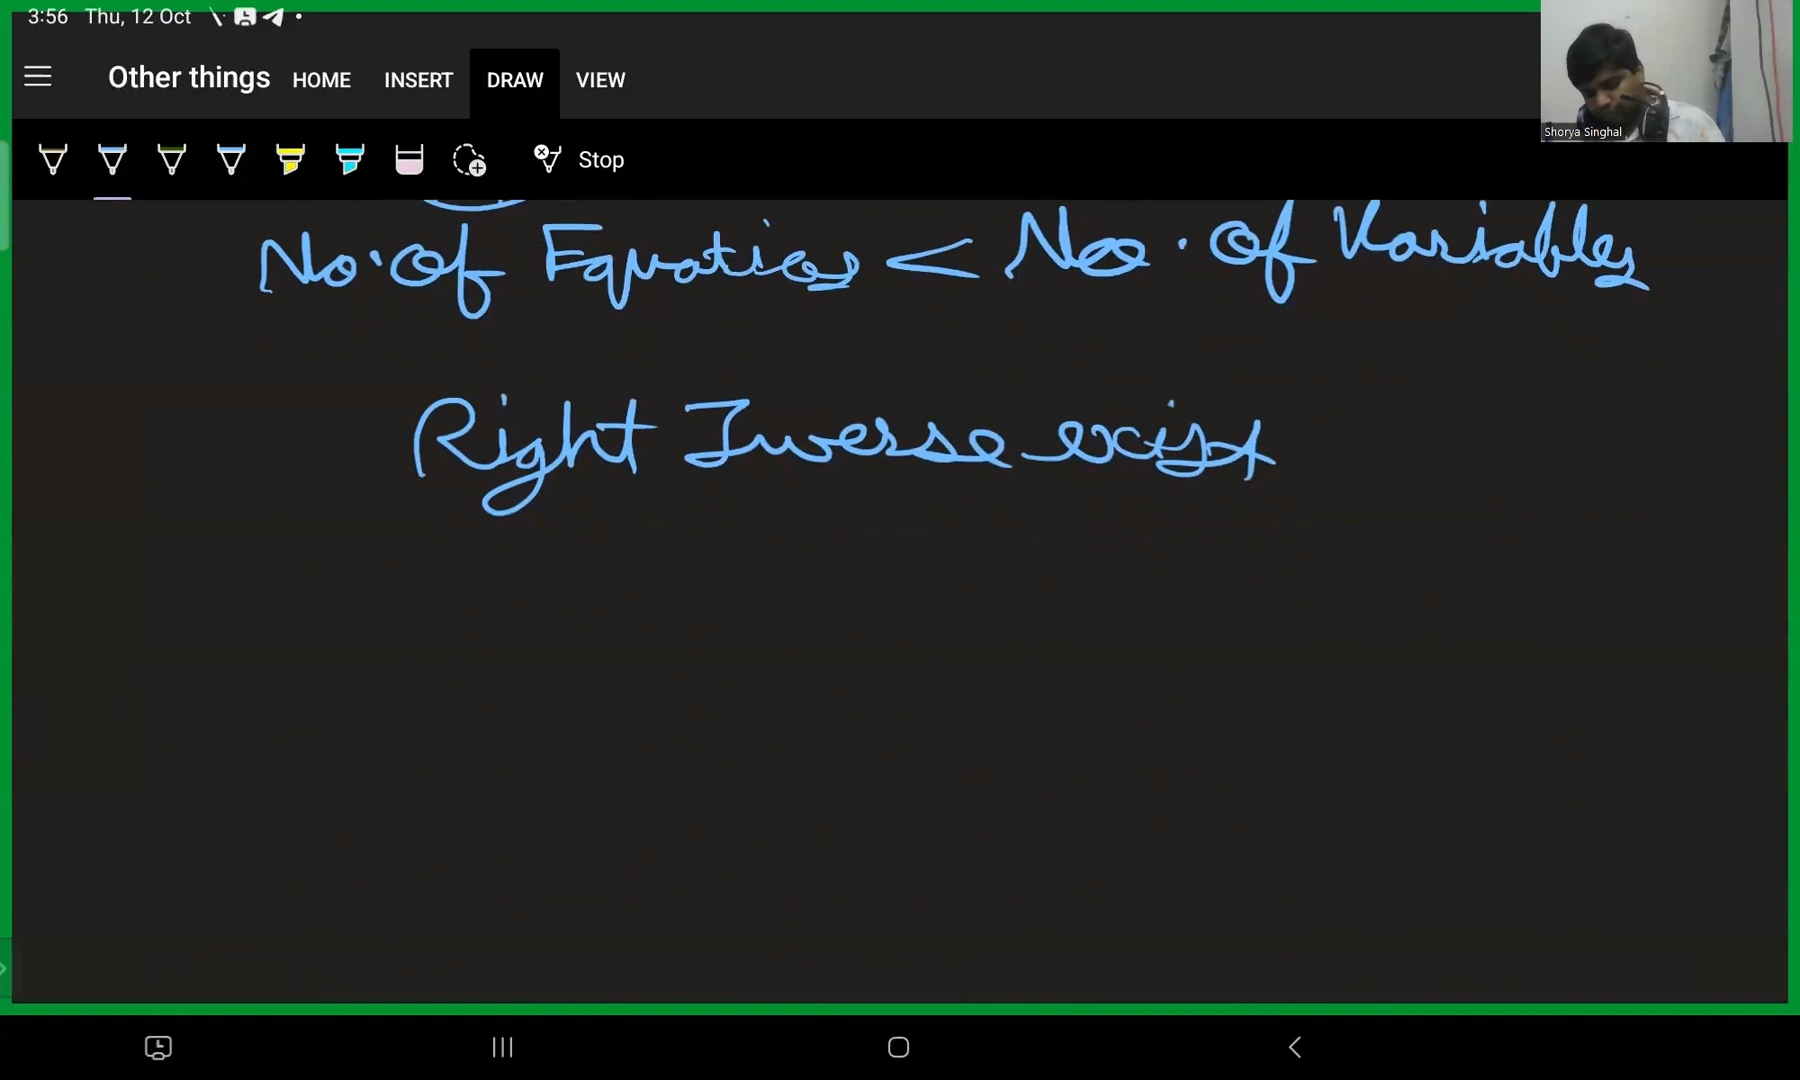 3:56 Thu, 12 Oct
Other things HOME INSERT DRAW VIEW
Shorya Singhal
Stop
No. Of Equations < No. Of Variables
Right Inverse exist